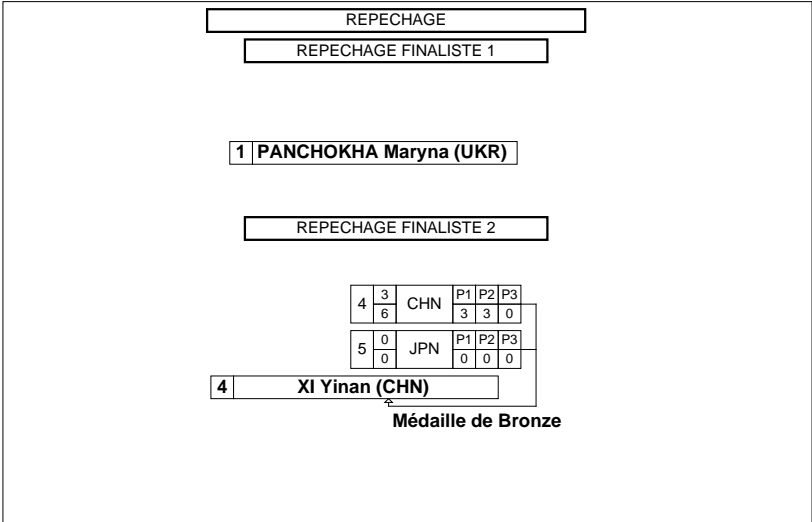 REPECHAGE
REPECHAGE FINALISTE 1
1 PANCHOKHA Maryna (UKR)
REPECHAGE FINALISTE 2
4 3 CHN P1 P2 P3
6 3 3 0
5 0 JPN P1 P2 P3
0 0 0 0
4 XI Yinan (CHN)
Médaille de Bronze